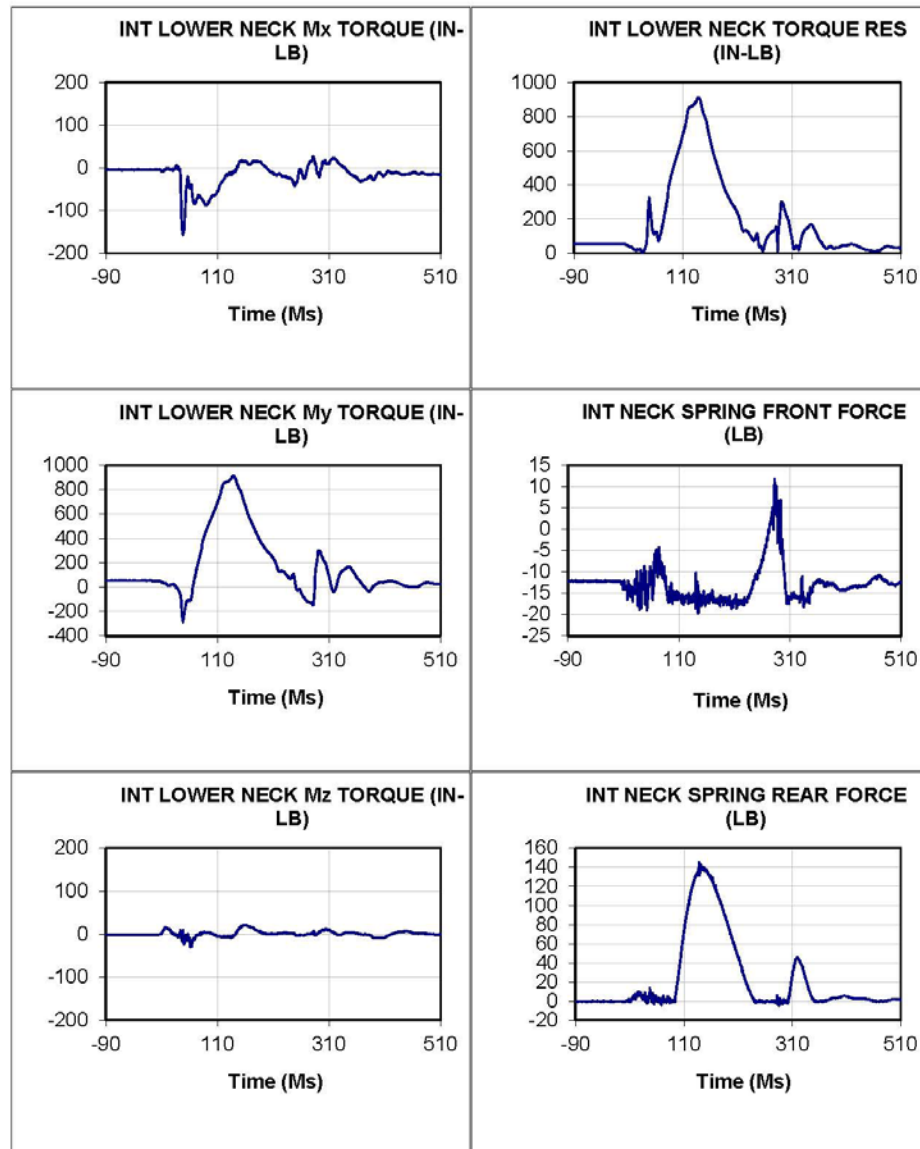 INT LOWER NECK Mx TORQUE (IN-
LB)
200
100
0
-100
-200
-90 110 310 510
Time (Ms)
INT LOWER NECK TORQUE RES
(IN-LB)
1000
800
600
400
200
0
-90 110 310 510
Time (Ms)
INT LOWER NECK My TORQUE (IN-
LB)
1000
800
600
400
200
0
-200
-400
-90 110 310 510
Time (Ms)
INT NECK SPRING FRONT FORCE
(LB)
15
10
5
0
-5
-10
-15
-20
-25
-90 110 310 510
Time (Ms)
INT LOWER NECK Mz TORQUE (IN-
LB)
200
100
0
-100
-200
-90 110 310 510
Time (Ms)
INT NECK SPRING REAR FORCE
(LB)
160
140
120
100
80
60
40
20
0
-20
-90 110 310 510
Time (Ms)